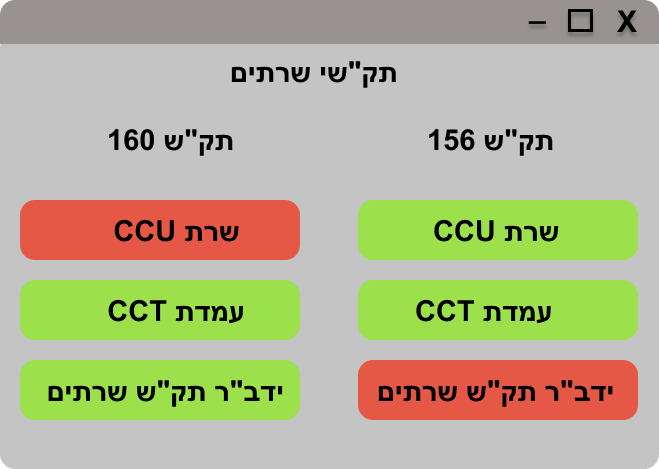 תק"שי שרתים
תק"ש 156
תק"ש 160
שרת CCU
שרת CCU
עמדת CCT
עמדת CCT
ידב"ר תק"ש שרתים
ידב"ר תק"ש שרתים